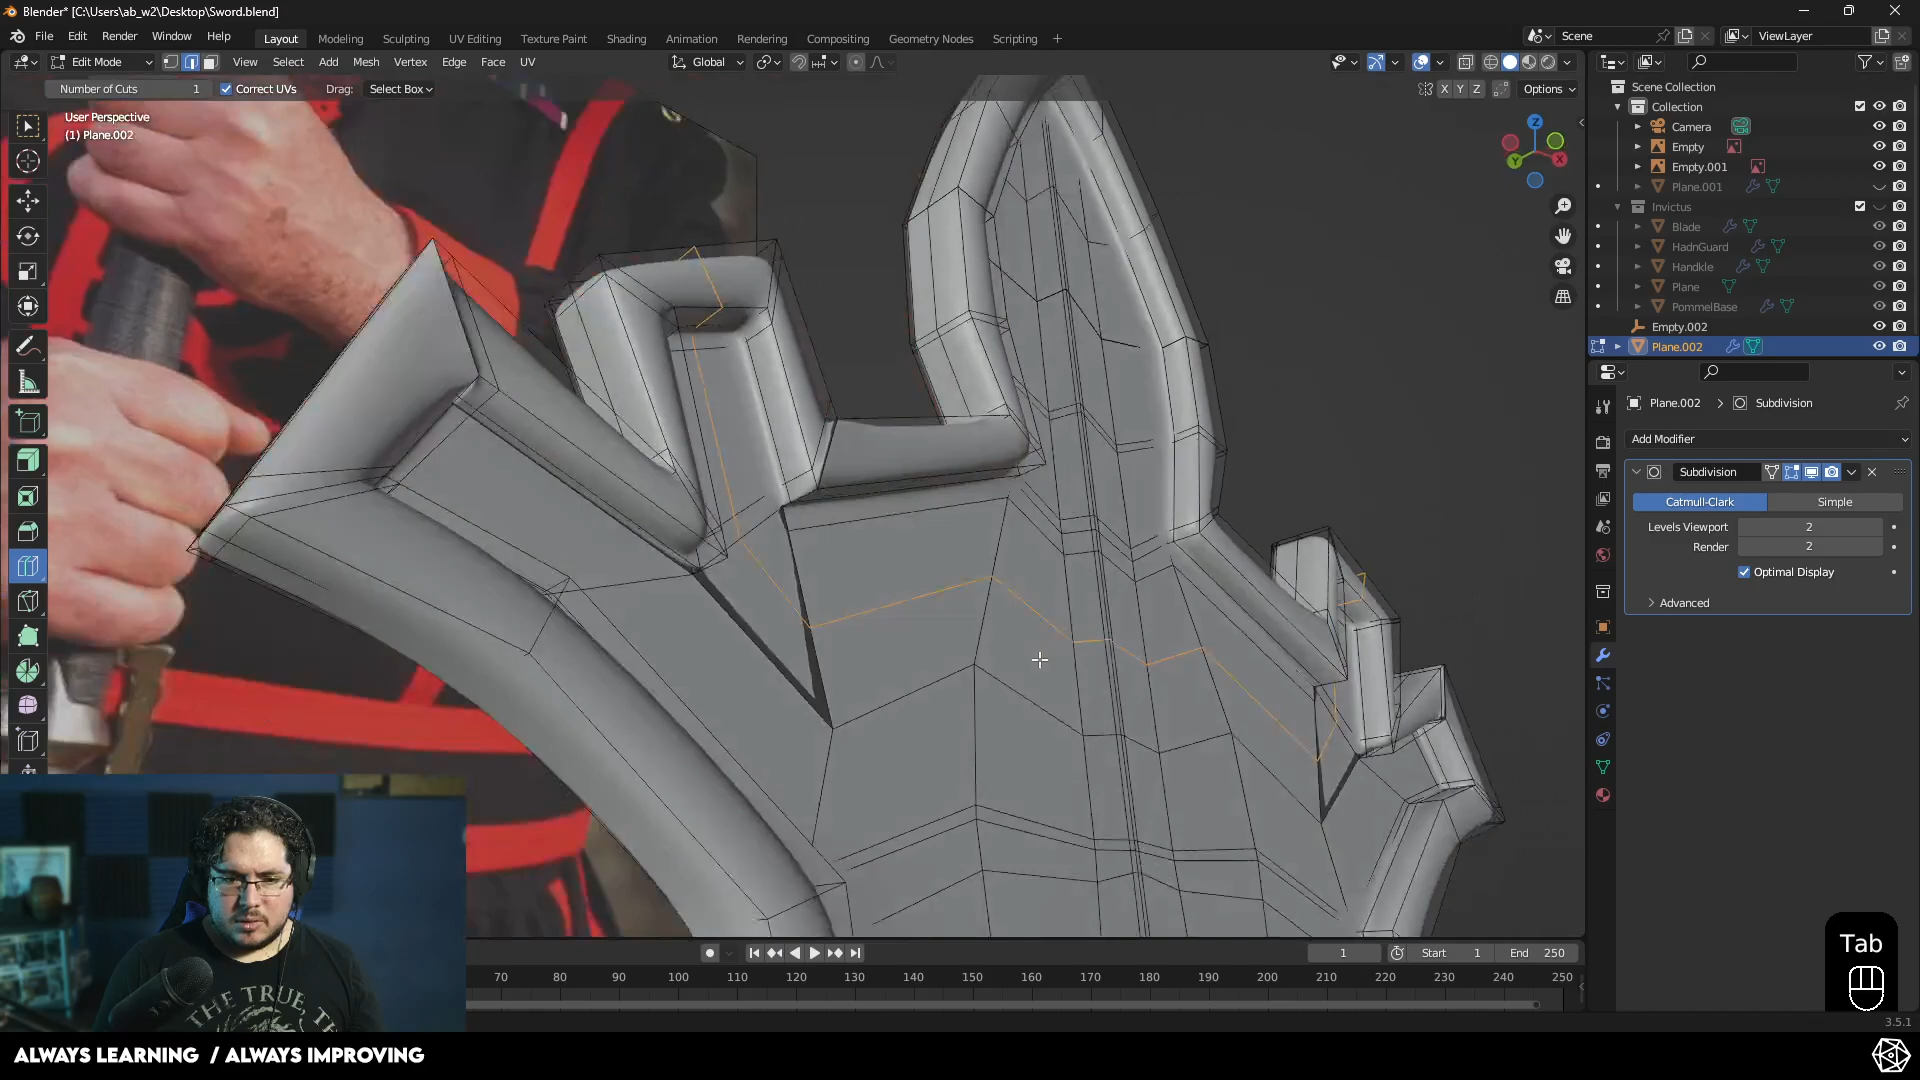 Blender* [C:\Users\ab_w2\Desktop\Sword.blend]
File Edit Render Window Help Layout Modeling Sculpting UV Editing Texture Paint Shading Animation Rendering Compositing Geometry Nodes Scripting + Scene ViewLayer
Edit Mode View Select Add Mesh Vertex Edge Face UV Global
Number of Cuts 1 Correct UVs Drag: Select Box X Y Z Options
User Perspective
(1) Plane.002
Z
Y
X
Scene Collection
Collection
Camera
Empty
Empty.001
Plane.001
Invictus
Blade
HadnGuard
Handkle
Plane
PommelBase
Empty.002
Plane.002
Plane.002 > Subdivision
Add Modifier
Subdivision
Catmull-Clark Simple
Levels Viewport 2
Render 2
Optimal Display
> Advanced
Tab
1 Start 1 End 250
70 80 90 100 110 120 130 140 150 160 170 180 190 200 210 220 230 240 250
THE TRUE, TH
3.5.1
ALWAYS LEARNING / ALWAYS IMPROVING